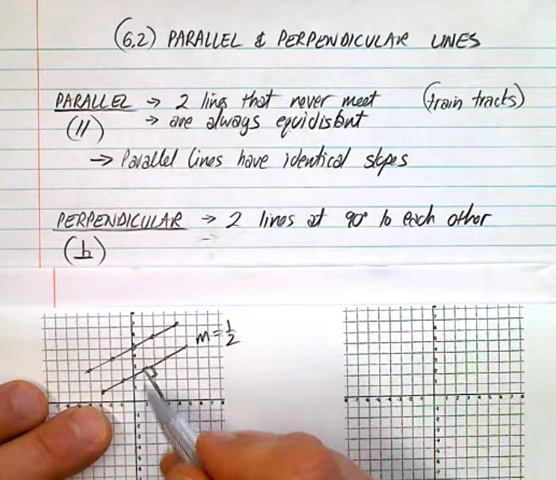 (6.2) PARALLEL & PERPENDICULAR LINES
PARALLEL → 2 lines that never meet (train tracks)
(//) → are always equidistant
→ Parallel Lines have identical slopes
PERPENDICULAR → 2 lines at 90° to each other
(⊥)
m = 1/2